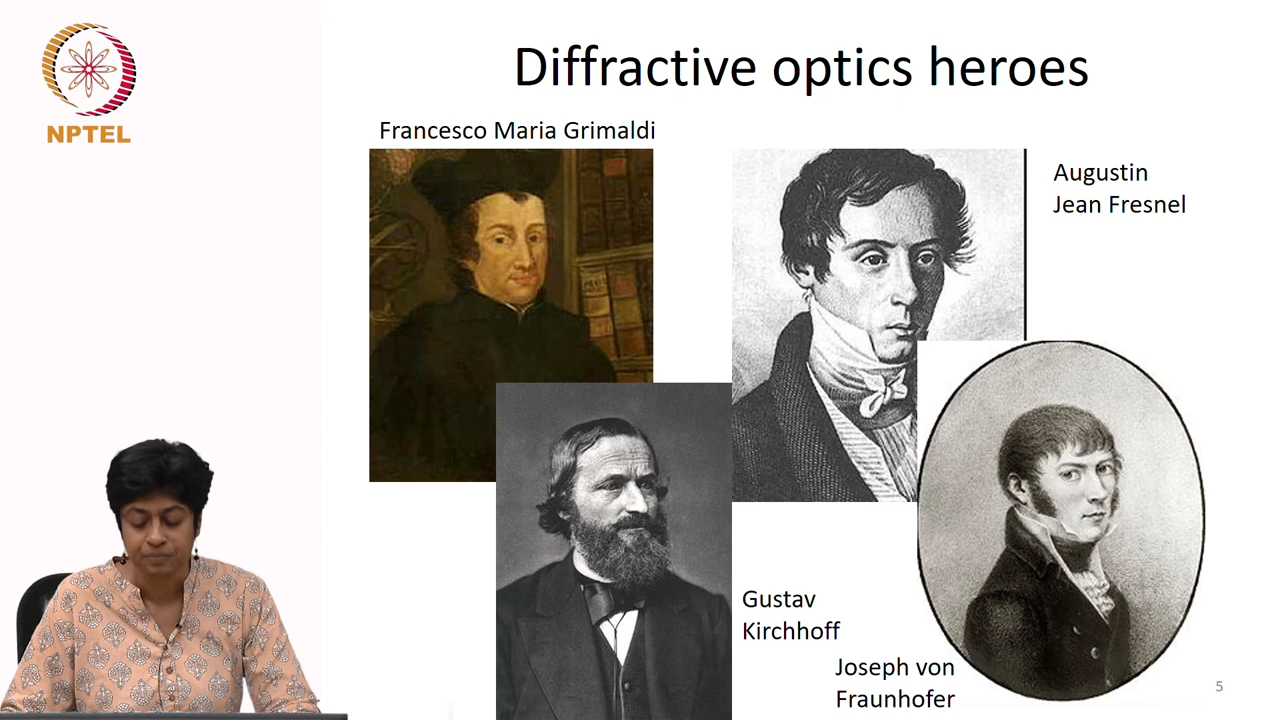 NPTEL
Diffractive optics heroes
Francesco Maria Grimaldi
Augustin
Jean Fresnel
Gustav
Kirchhoff
Joseph von
Fraunhofer
5